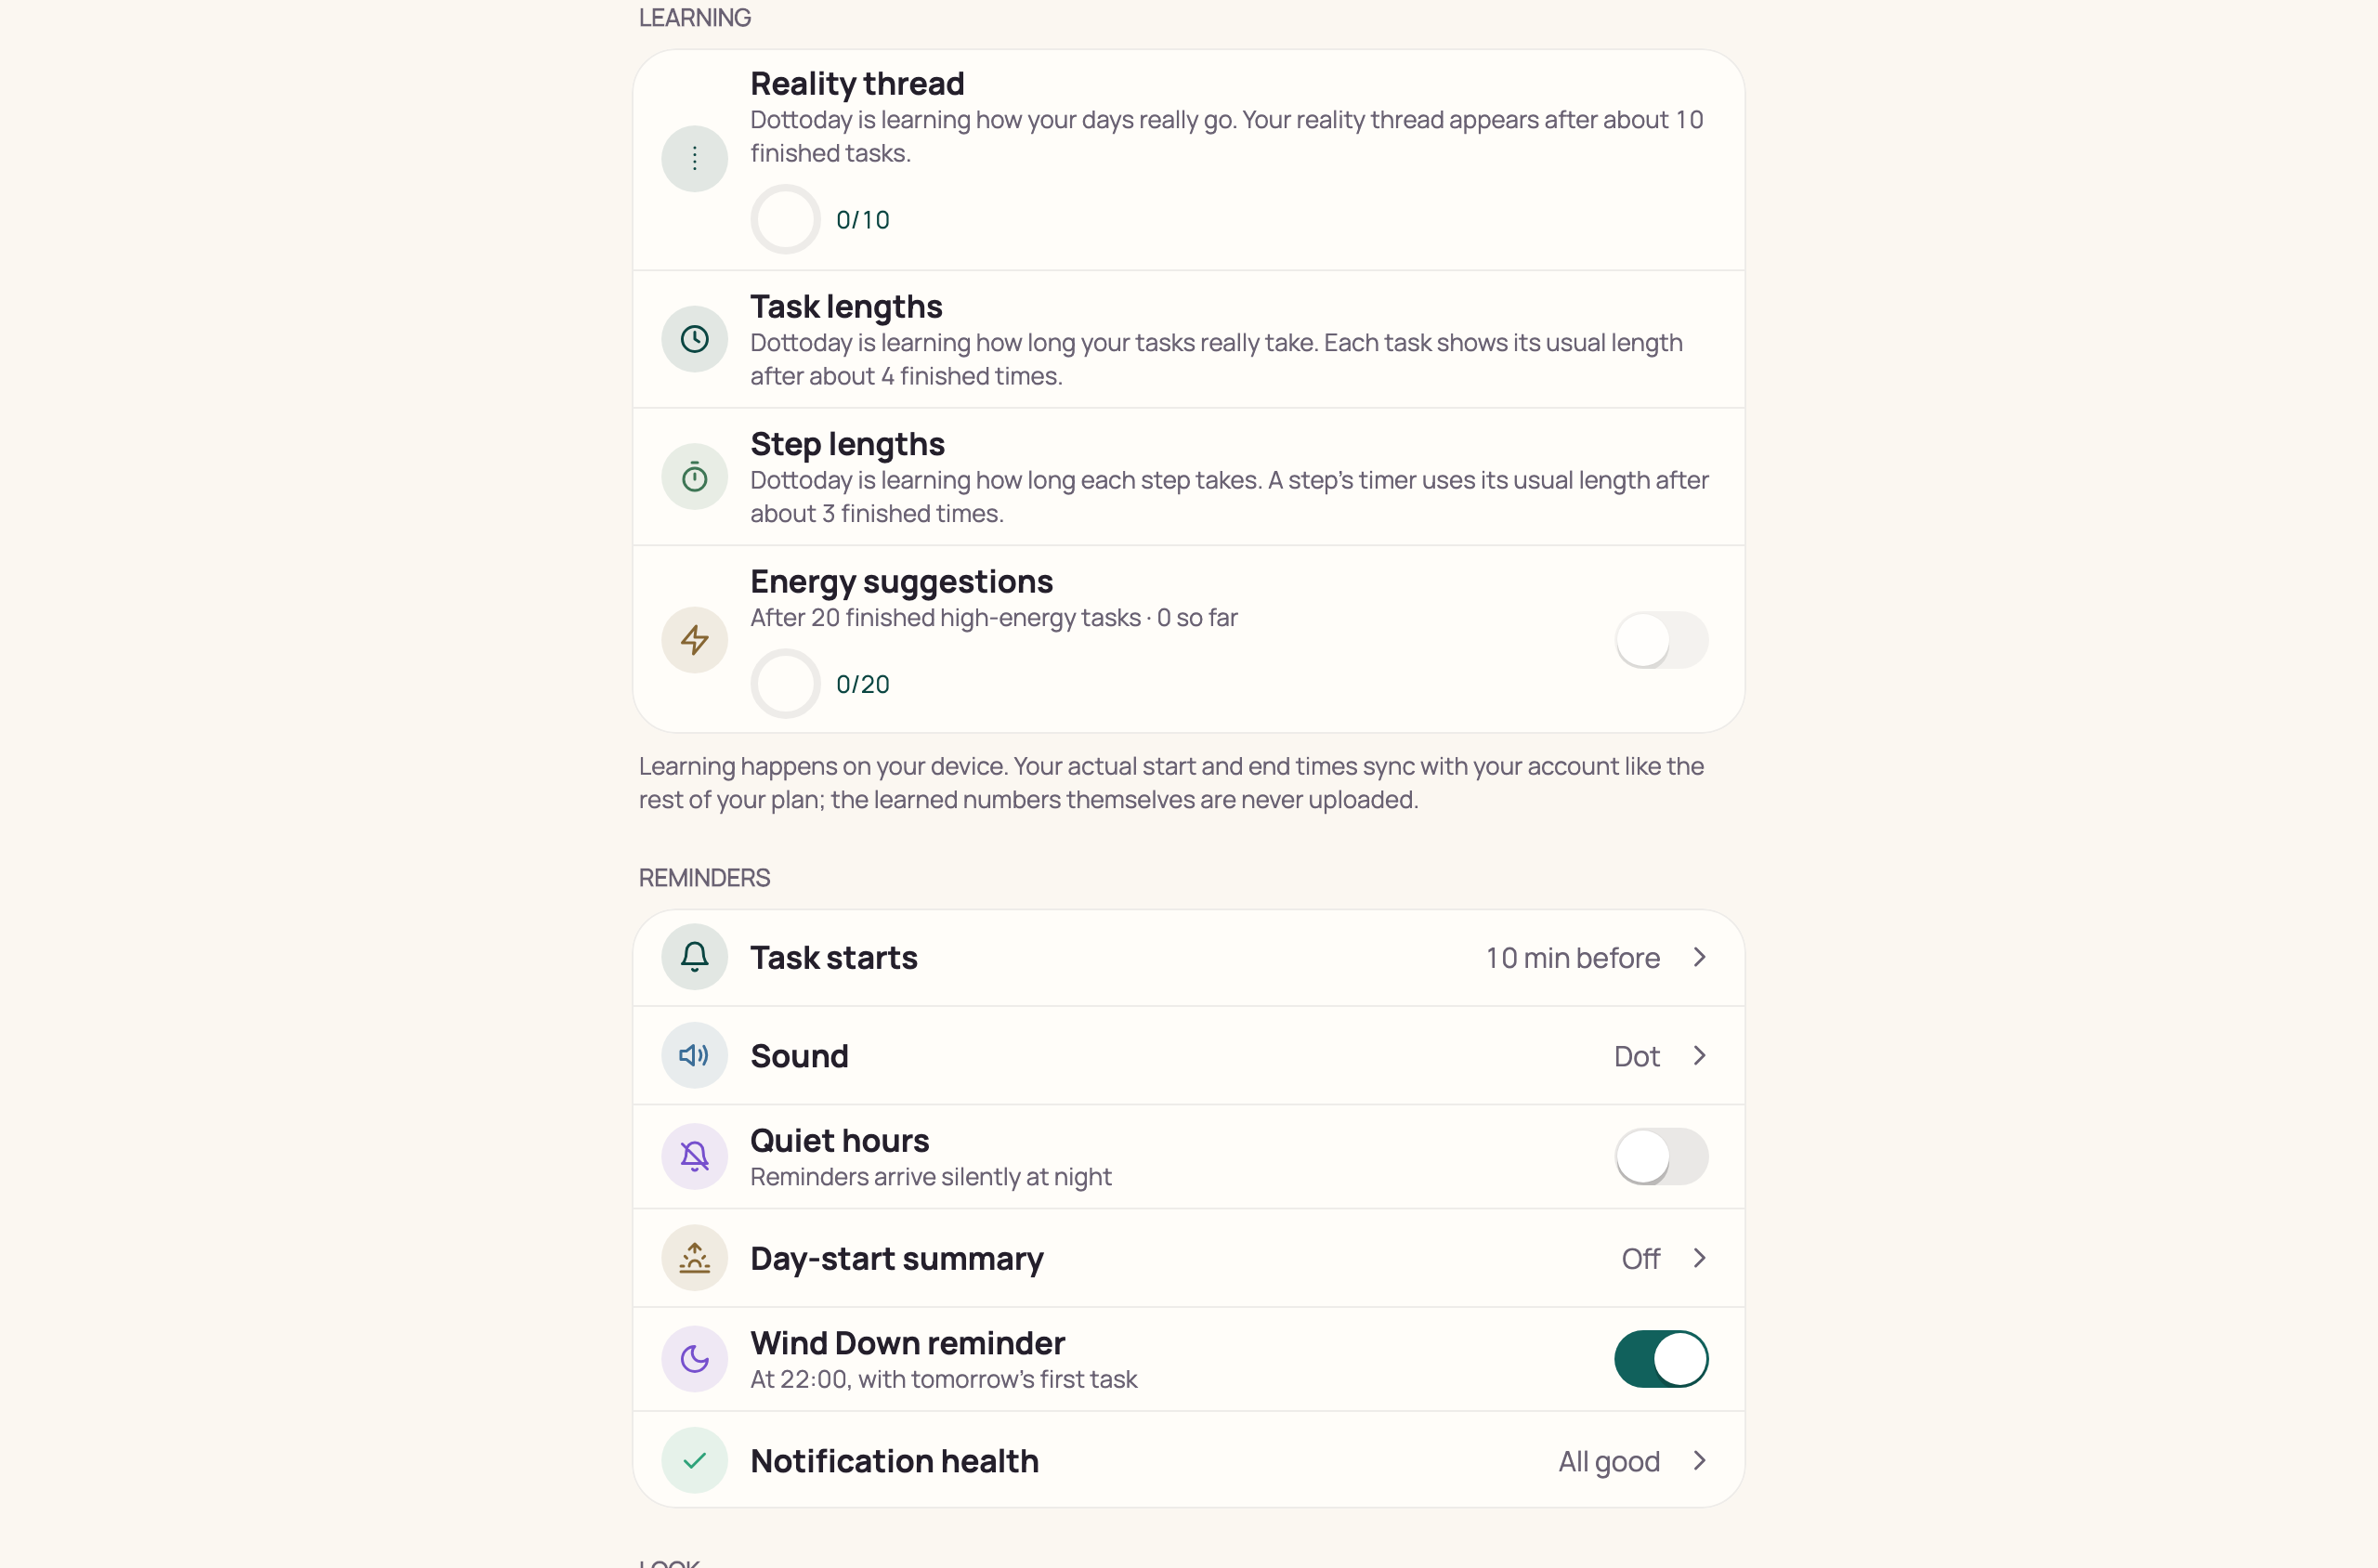 LEARNING
Reality thread
Dottoday is learning how your days really go. Your reality thread appears after about 10
finished tasks.
0/10
Task lengths
Dottoday is learning how long your tasks really take. Each task shows its usual length
after about 4 finished times.
Step lengths
Dottoday is learning how long each step takes. A step’s timer uses its usual length after
about 3 finished times.
Energy suggestions
After 20 finished high-energy tasks · 0 so far
0/20
Learning happens on your device. Your actual start and end times sync with your account like the
rest of your plan; the learned numbers themselves are never uploaded.
REMINDERS
Task starts 10 min before
Sound Dot
Quiet hours
Reminders arrive silently at night
Day-start summary Off
Wind Down reminder
At 22:00, with tomorrow’s first task
Notification health All good
LOOK